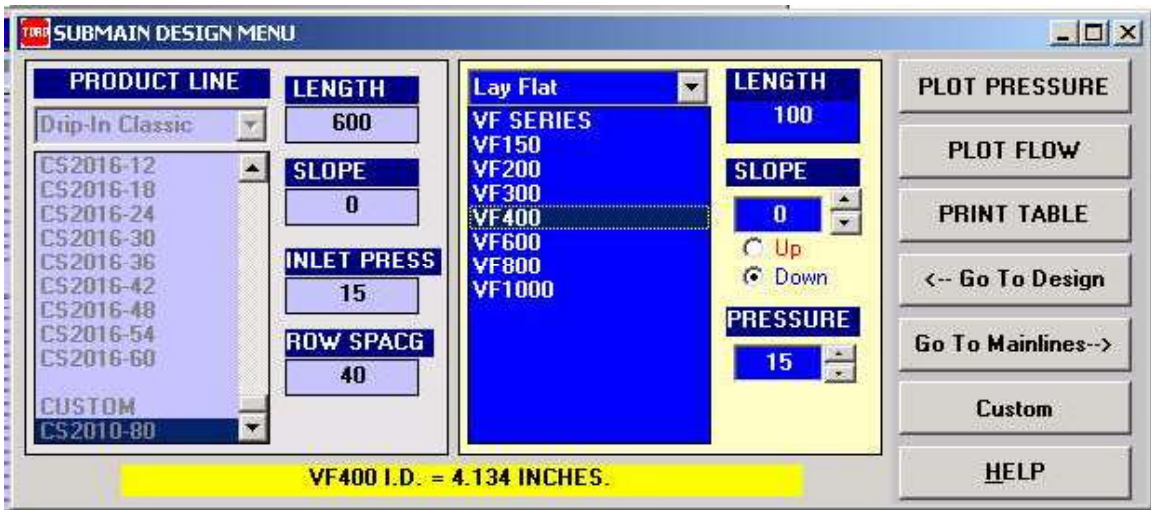 TORO SUBMAIN DESIGN MENU
PRODUCT LINE
Drip-In Classic
CS2016-12
CS2016-18
CS2016-24
CS2016-30
CS2016-36
CS2016-42
CS2016-48
CS2016-54
CS2016-60
CUSTOM
CS2010-80
LENGTH
600
SLOPE
0
INLET PRESS
15
ROW SPACG
40
Lay Flat
VF SERIES
VF150
VF200
VF300
VF400
VF600
VF800
VF1000
LENGTH
100
SLOPE
0
Up
Down
PRESSURE
15
PLOT PRESSURE
PLOT FLOW
PRINT TABLE
<-- Go To Design
Go To Mainlines-->
Custom
HELP
VF400 I.D. = 4.134 INCHES.